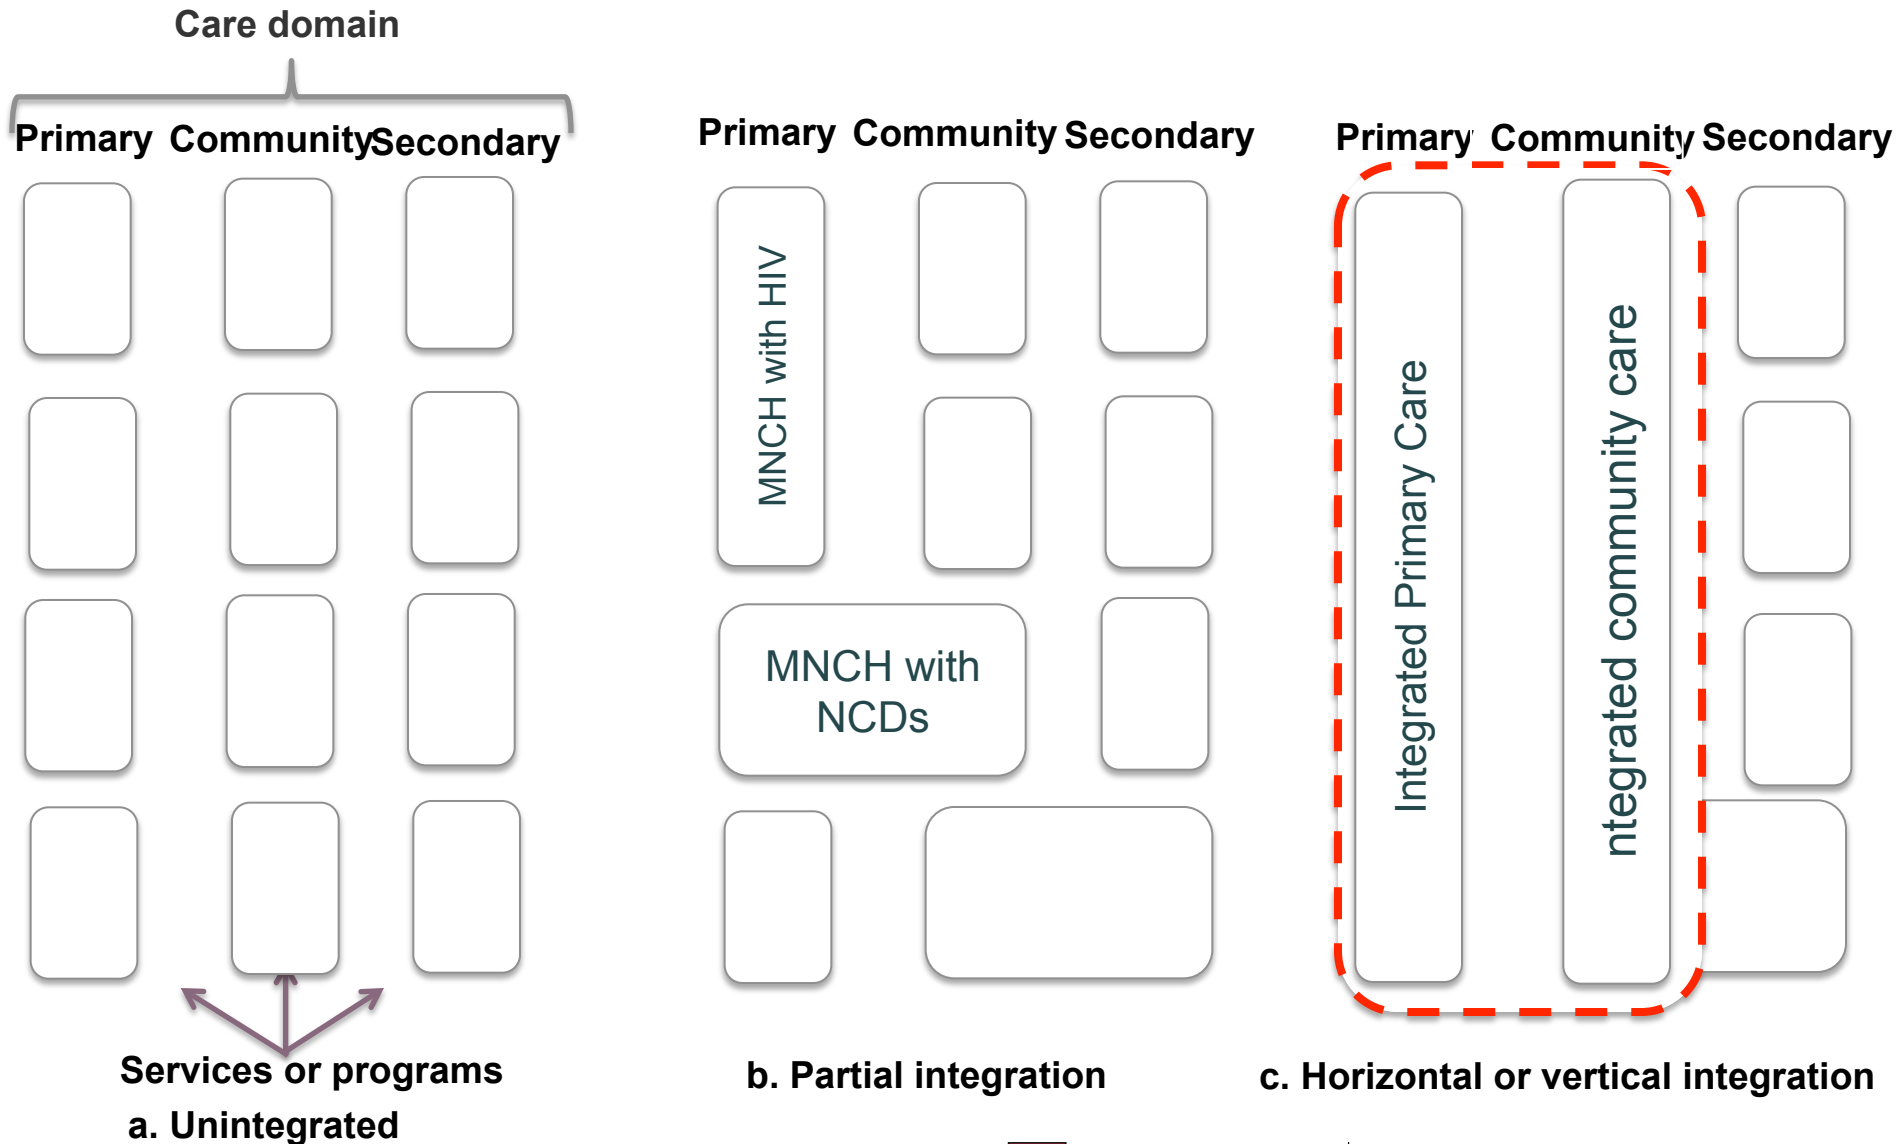 Care domain
Primary Community Secondary
Primary Community Secondary
Primary Community Secondary
MNCH with HIV
MNCH with
NCDs
Integrated Primary Care
ntegrated community care
Services or programs
a. Unintegrated
b. Partial integration
c. Horizontal or vertical integration